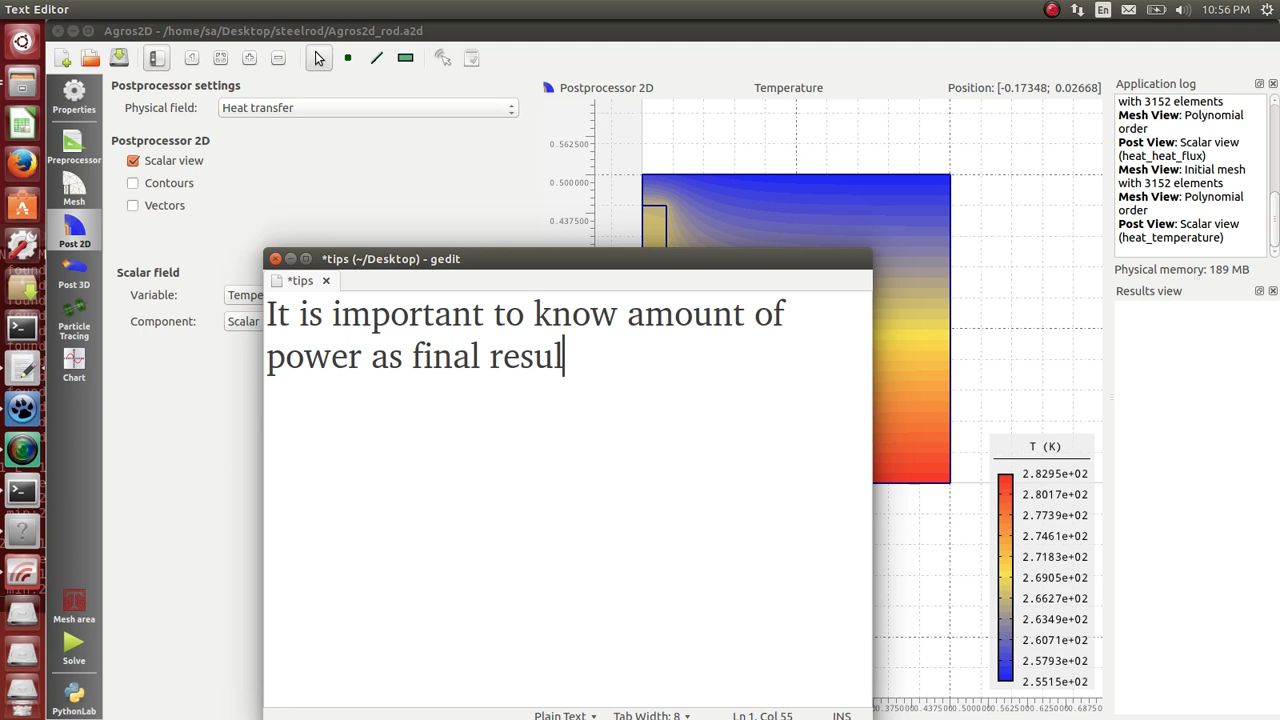 Text Editor
En
10:56 PM
Agros2D - /home/sa/Desktop/steelrod/Agros2d_rod.a2d
Properties
Preprocessor
Mesh
Post 2D
Post 3D
Particle
Tracing
Chart
Mesh area
Solve
PythonLab
Postprocessor settings
Physical field:
Heat transfer
Postprocessor 2D
Scalar view
Contours
Vectors
Scalar field
Variable:
Tempe
Component:
Scalar
Postprocessor 2D
Temperature
Position: [-0.17348; 0.02668]
0.562500
0.500000
0.437500
*tips (~/Desktop) - gedit
*tips
It is important to know amount of
power as final resul
Plain Text
Tab Width: 8
Ln 1, Col 55
INS
T (K)
2.8295e+02
2.8017e+02
2.7739e+02
2.7461e+02
2.7183e+02
2.6905e+02
2.6627e+02
2.6349e+02
2.6071e+02
2.5793e+02
2.5515e+02
Application log
with 3152 elements
Mesh View: Polynomial
order
Post View: Scalar view
(heat_heat_flux)
Mesh View: Initial mesh
with 3152 elements
Mesh View: Polynomial
order
Post View: Scalar view
(heat_temperature)
Physical memory: 189 MB
Results view